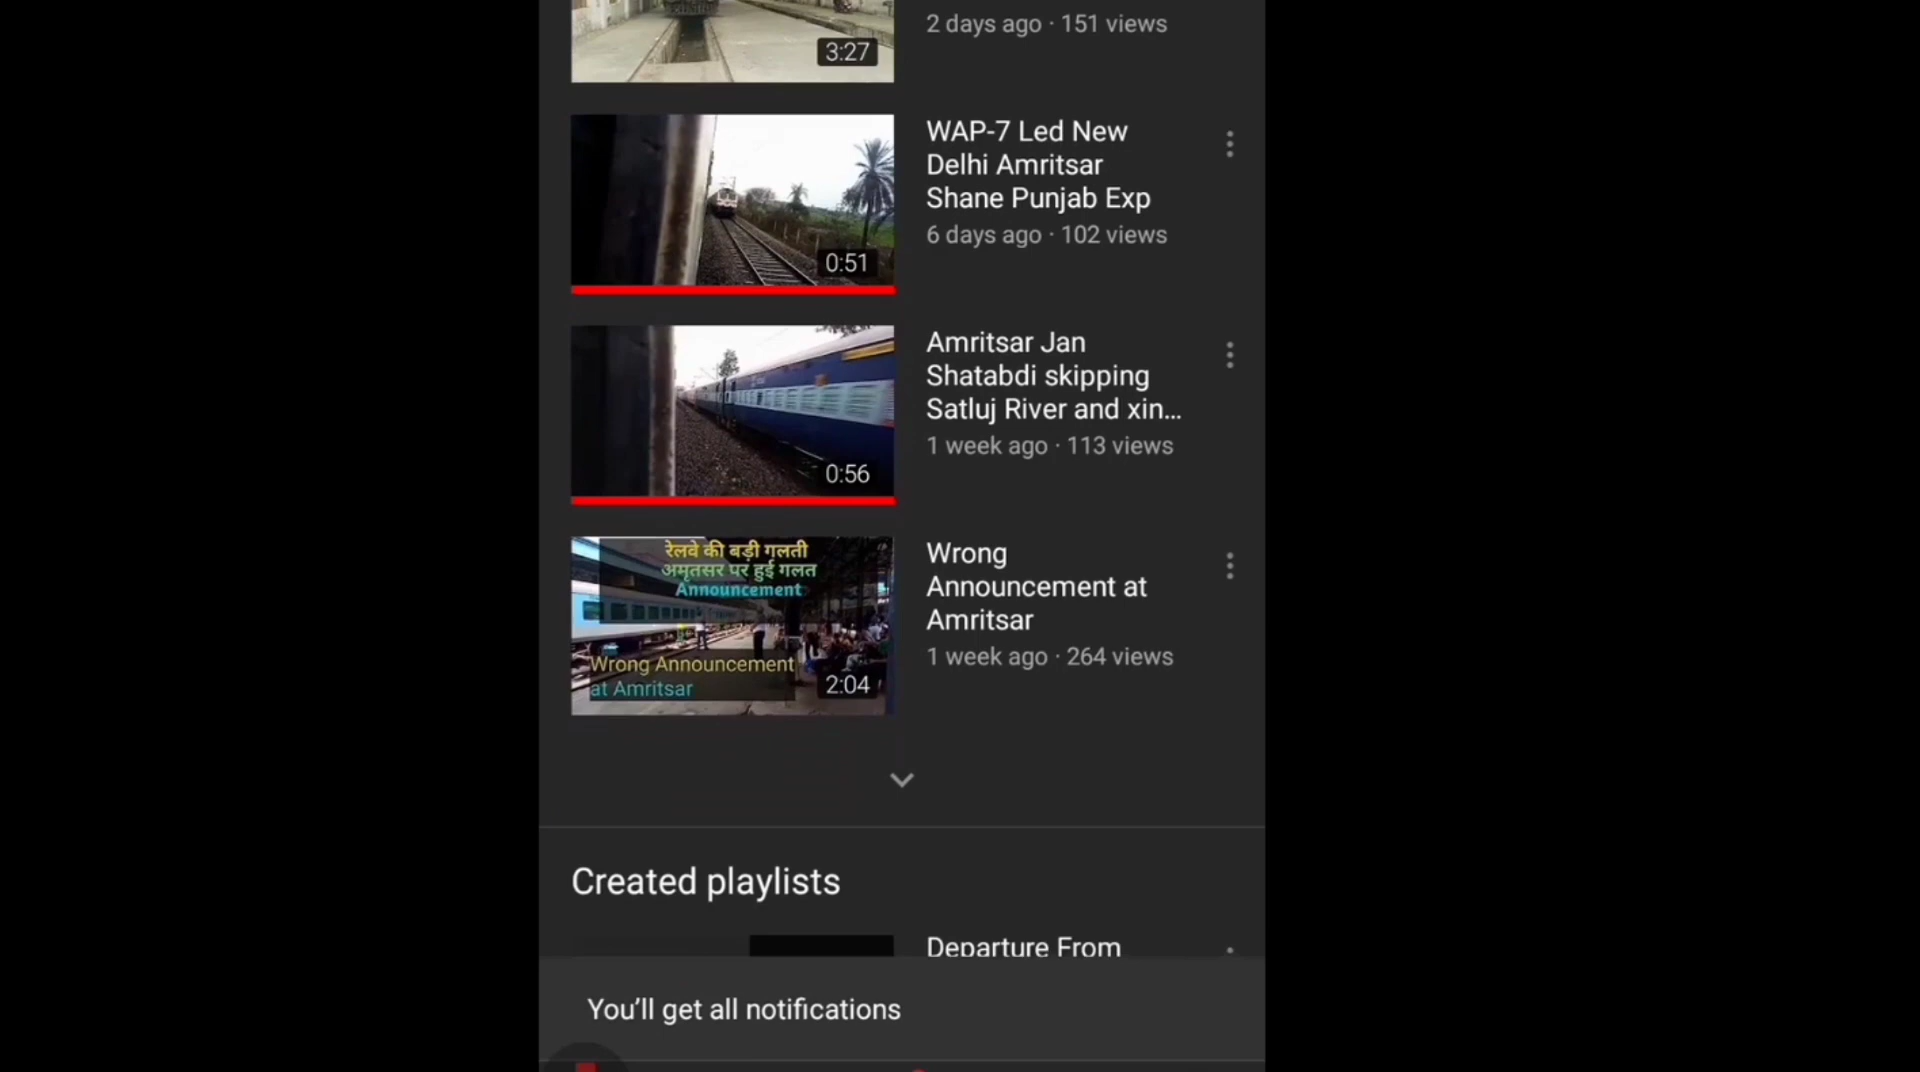 2 days ago · 151 views
3:27
WAP-7 Led New
Delhi Amritsar
Shane Punjab Exp
6 days ago · 102 views
0:51
Amritsar Jan
Shatabdi skipping
Satluj River and xin...
1 week ago · 113 views
0:56
रेलवे की बड़ी गलती
अमृतसर पर हुई गलत
Announcement
Wrong Announcement
at Amritsar
2:04
Wrong
Announcement at
Amritsar
1 week ago · 264 views
Created playlists
Departure From
You’ll get all notifications